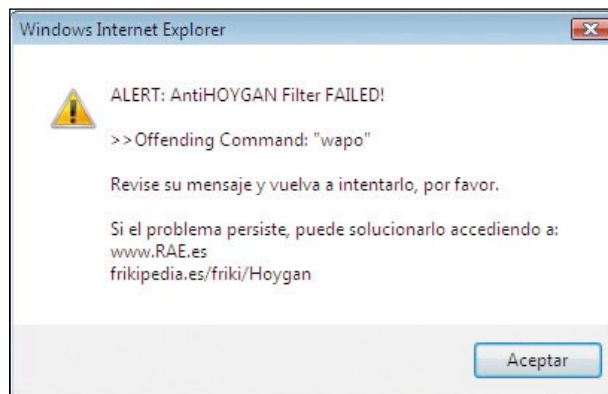 Windows Internet Explorer
ALERT: AntiHOYGAN Filter FAILED!
>>Offending Command: "wapo"
Revise su mensaje y vuelva a intentarlo, por favor.
Si el problema persiste, puede solucionarlo accediendo a:
www.RAE.es
frikipedia.es/friki/Hoygan
Aceptar